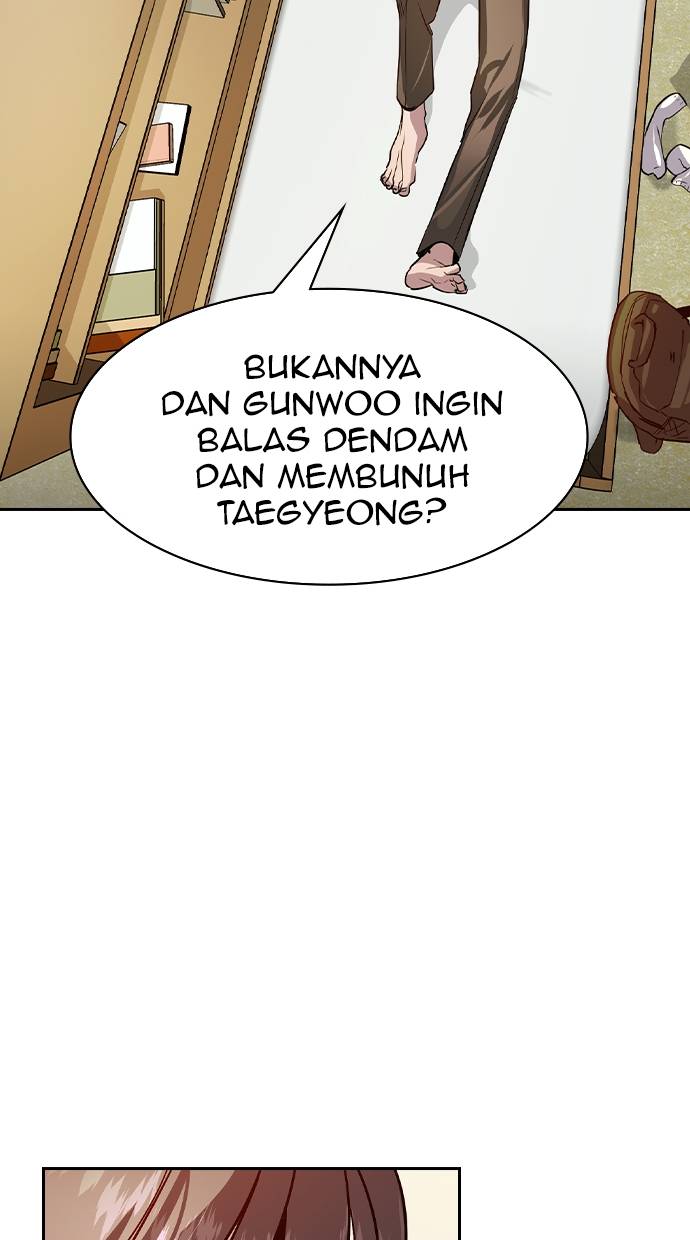 BUKANNYA
DAN GUNWOO INGIN
BALAS DENDAM
DAN MEMBUNUH
TAEGYEONG?